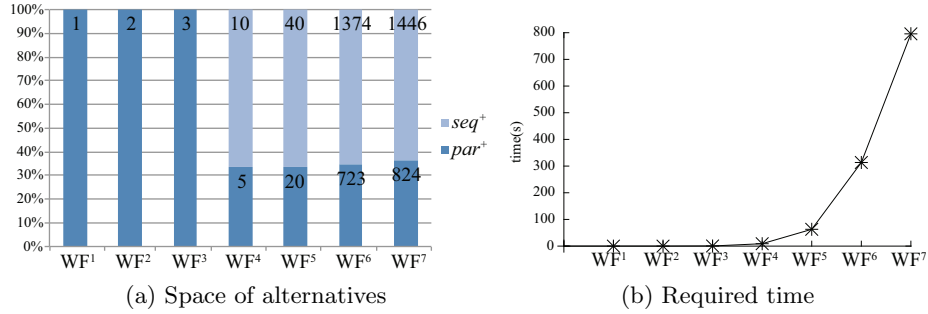 100%
90%
80%
70%
60%
50%
40%
30%
20%
10%
0%
1 2 3 10 40 1374 1446
5 20 723 824
WF1 WF2 WF3 WF4 WF5 WF6 WF7
seq+
par+
(a) Space of alternatives
time(s)
800
700
600
500
400
300
200
100
0
WF1 WF2 WF3 WF4 WF5 WF6 WF7
(b) Required time